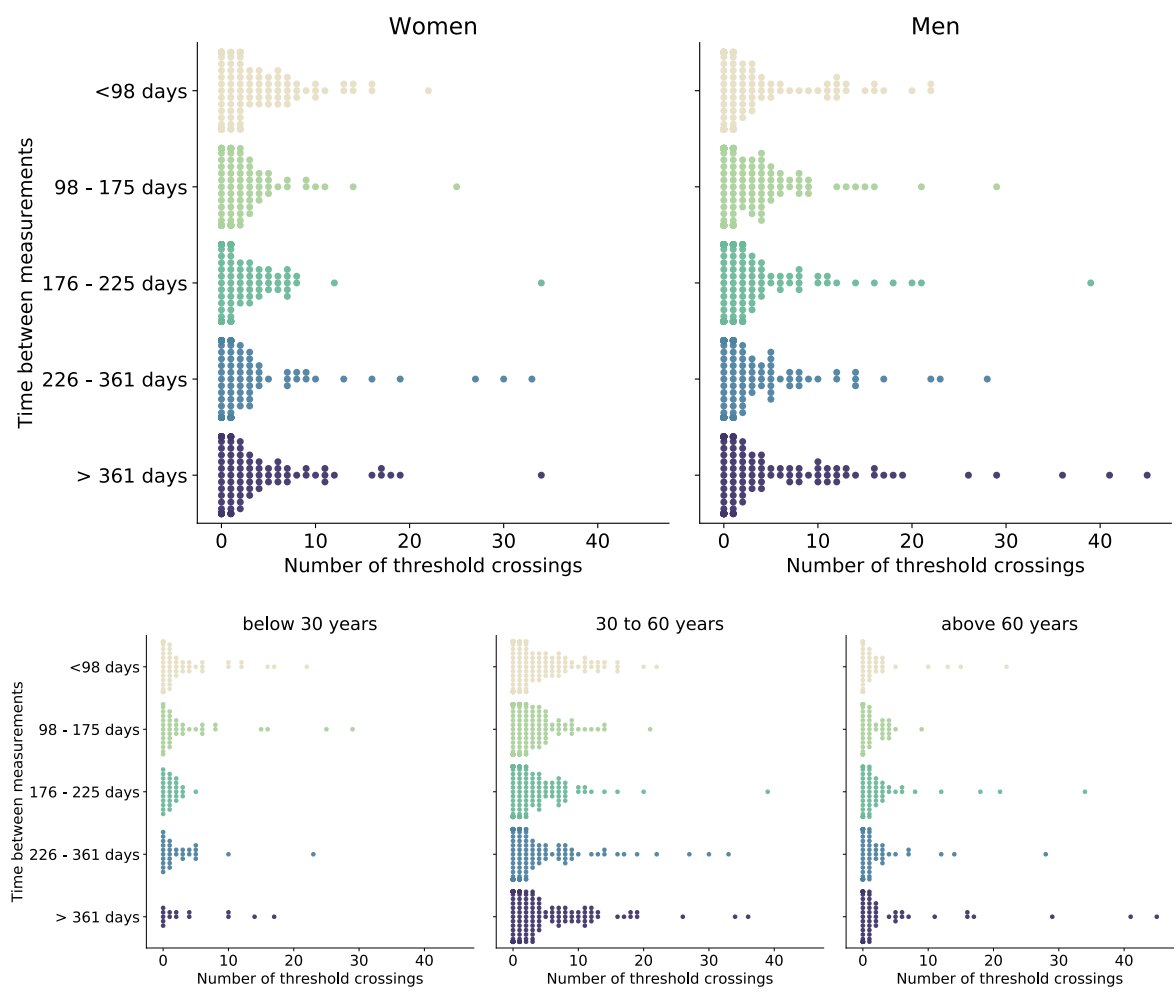 Women
Men
Time between measurements
<98 days
98 - 175 days
176 - 225 days
226 - 361 days
> 361 days
0 10 20 30 40
0 10 20 30 40
Number of threshold crossings
Number of threshold crossings
below 30 years
30 to 60 years
above 60 years
Time between measurements
<98 days
98 - 175 days
176 - 225 days
226 - 361 days
> 361 days
0 10 20 30 40
0 10 20 30 40
0 10 20 30 40
Number of threshold crossings
Number of threshold crossings
Number of threshold crossings